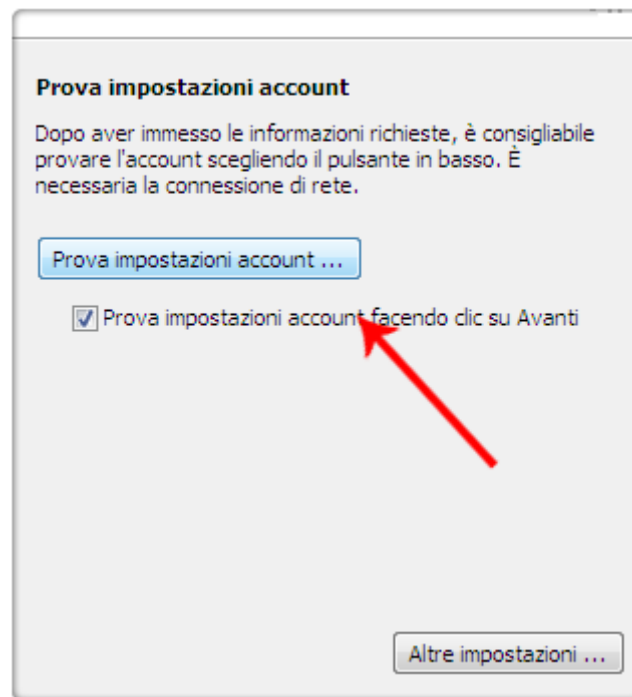 Prova impostazioni account
Dopo aver immesso le informazioni richieste, è consigliabile
provare l'account scegliendo il pulsante in basso. È
necessaria la connessione di rete.
Prova impostazioni account ...
Prova impostazioni account facendo clic su Avanti
Altre impostazioni ...